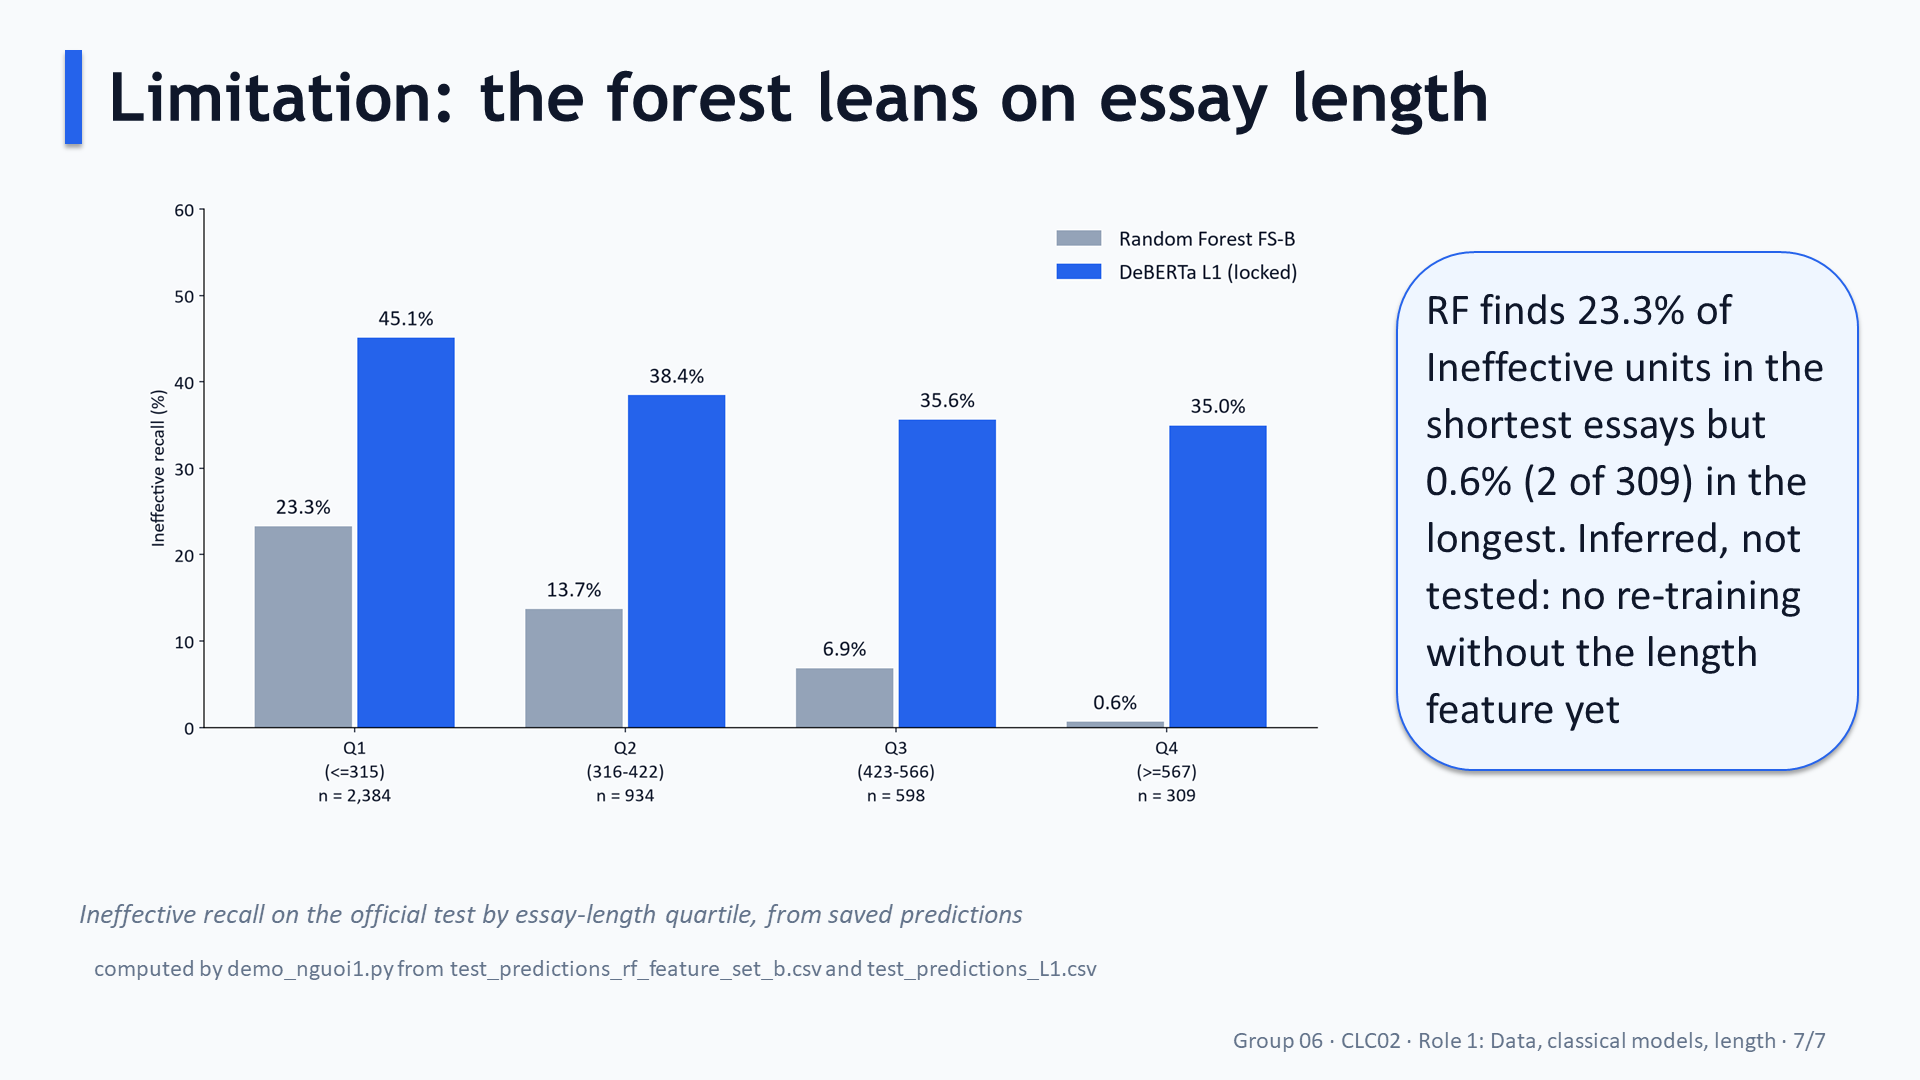 Limitation: the forest leans on essay length
60
50
40
30
20
10
0
Ineffective recall (%)
Random Forest FS-B
DeBERTa L1 (locked)
23.3%
45.1%
13.7%
38.4%
6.9%
35.6%
0.6%
35.0%
Q1
(<=315)
n = 2,384
Q2
(316-422)
n = 934
Q3
(423-566)
n = 598
Q4
(>=567)
n = 309
RF finds 23.3% of
Ineffective units in the
shortest essays but
0.6% (2 of 309) in the
longest. Inferred, not
tested: no re-training
without the length
feature yet
Ineffective recall on the official test by essay-length quartile, from saved predictions
computed by demo_nguoi1.py from test_predictions_rf_feature_set_b.csv and test_predictions_L1.csv
Group 06 · CLC02 · Role 1: Data, classical models, length · 7/7